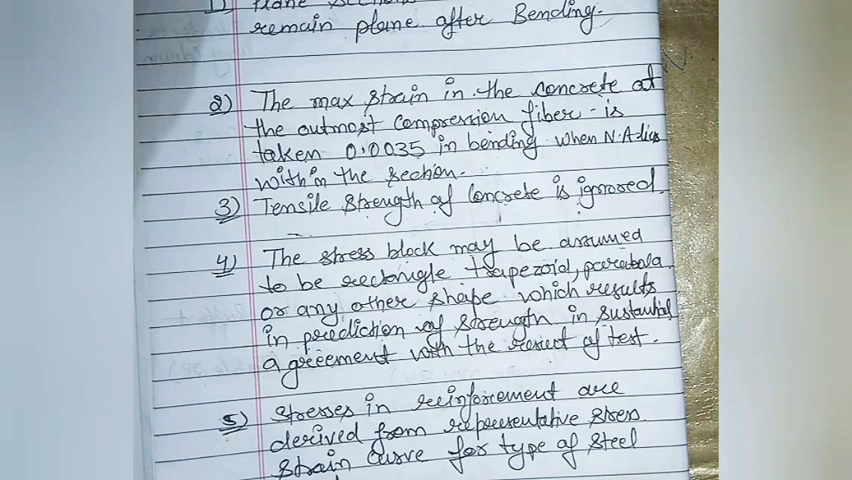 1) Plane sections
remain plane after Bending.
2) The max strain in the concrete at
the outmost compression fiber is
taken 0.0035 in bending when N.A lies
within the section.
3) Tensile strength of Concrete is ignored.
4) The stress block may be assumed
to be rectangle trapezoid, parabola
or any other shape which results
in prediction of strength in
agreement with the result of test.
5) Stresses in reinforcement are
derived from representative stress
strain curve for type of steel